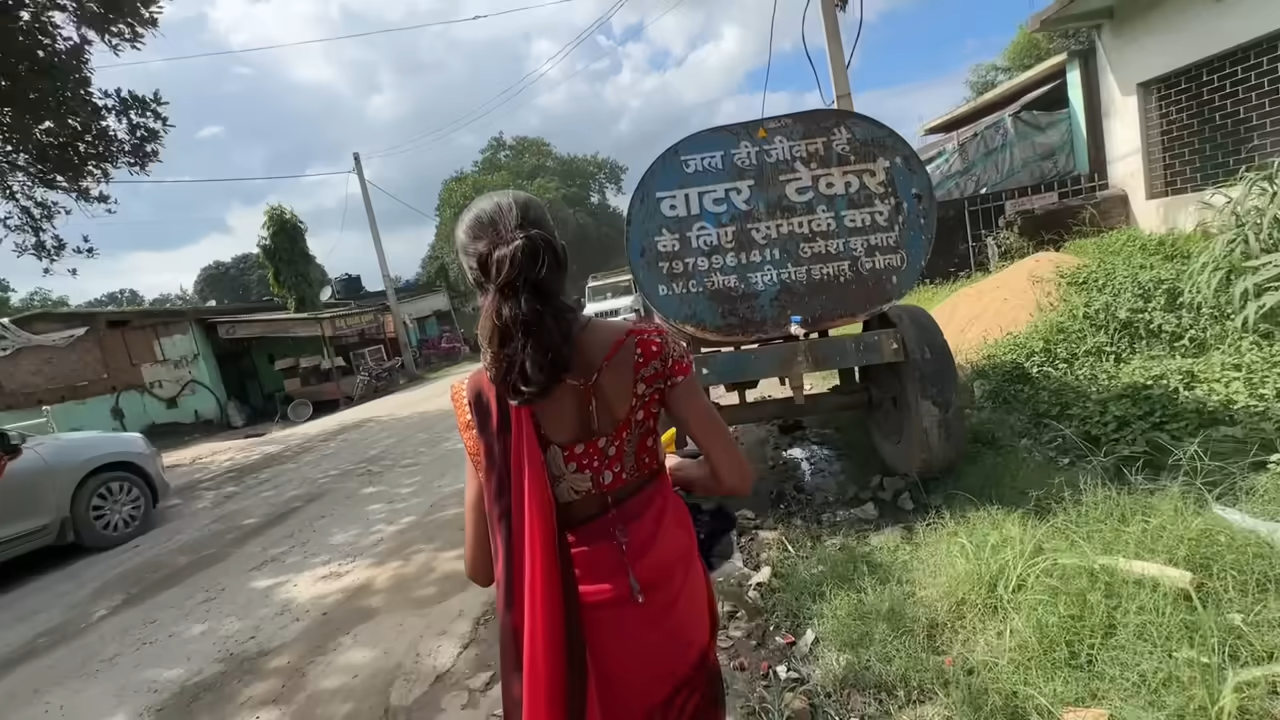 जल ही जीवन है
वाटर टेंकर
के लिए सम्पर्क करें
7979961411. उमेश कुमार
D.V.C. चौक, मुरी रोड डभातु (गोला)